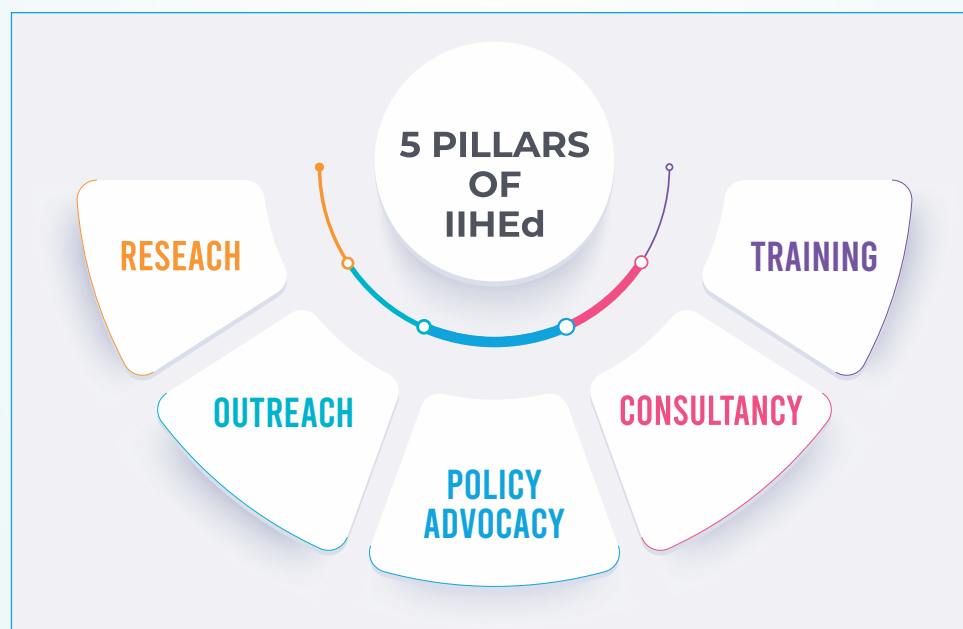 5 PILLARS
OF
IIHEd
RESEACH
OUTREACH
POLICY
ADVOCACY
CONSULTANCY
TRAINING